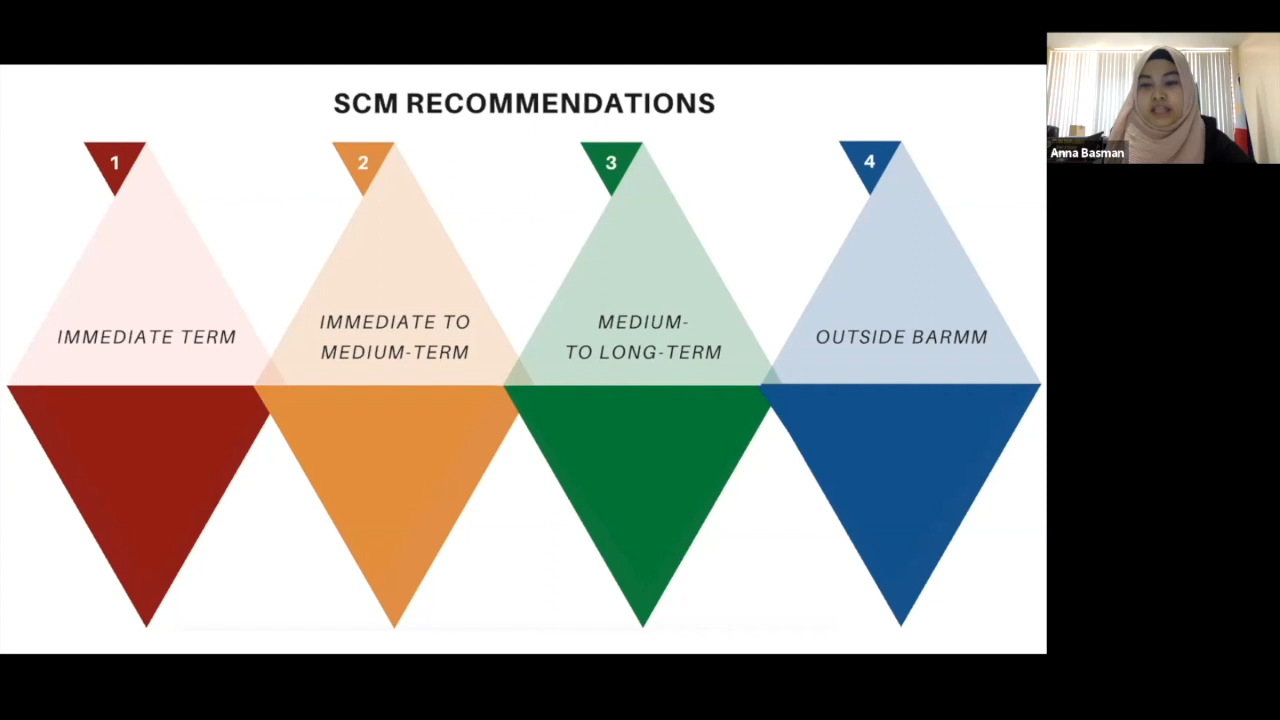 SCM RECOMMENDATIONS
1
2
3
4
IMMEDIATE TERM
IMMEDIATE TO
MEDIUM-TERM
MEDIUM-
TO LONG-TERM
OUTSIDE BARMM
Anna Basman